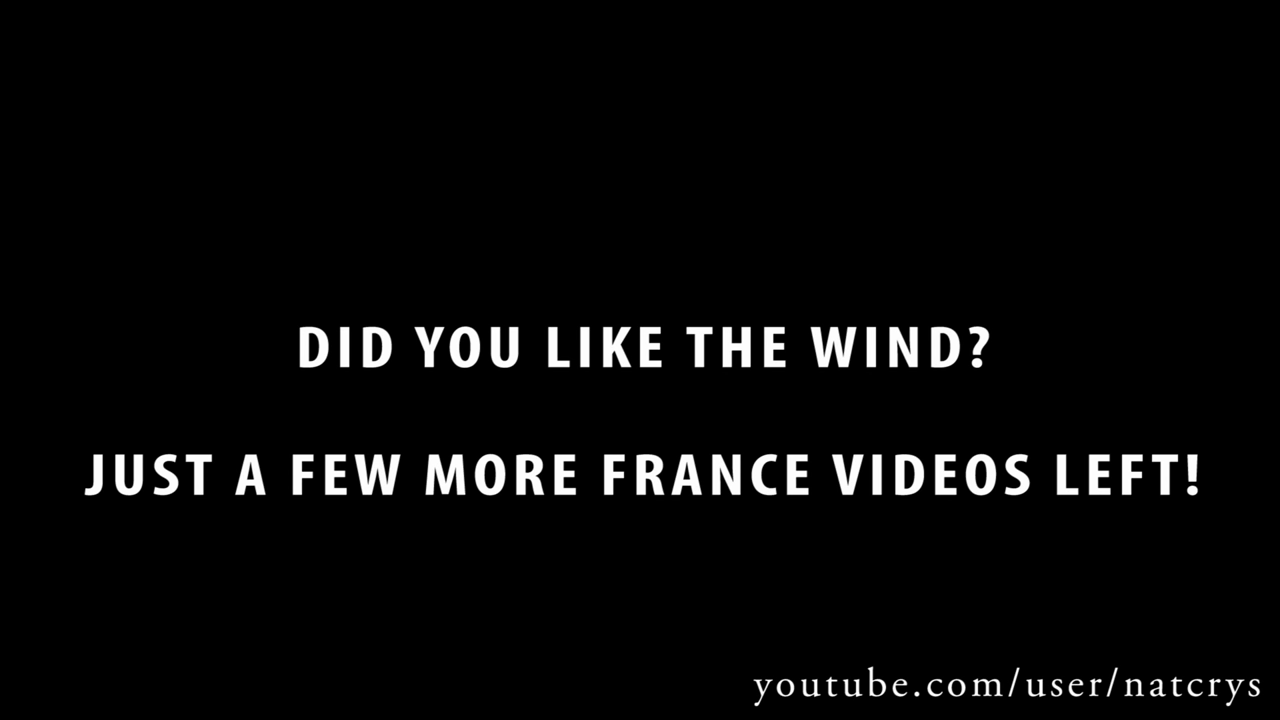 DID YOU LIKE THE WIND?
JUST A FEW MORE FRANCE VIDEOS LEFT!
youtube.com/user/natcrys